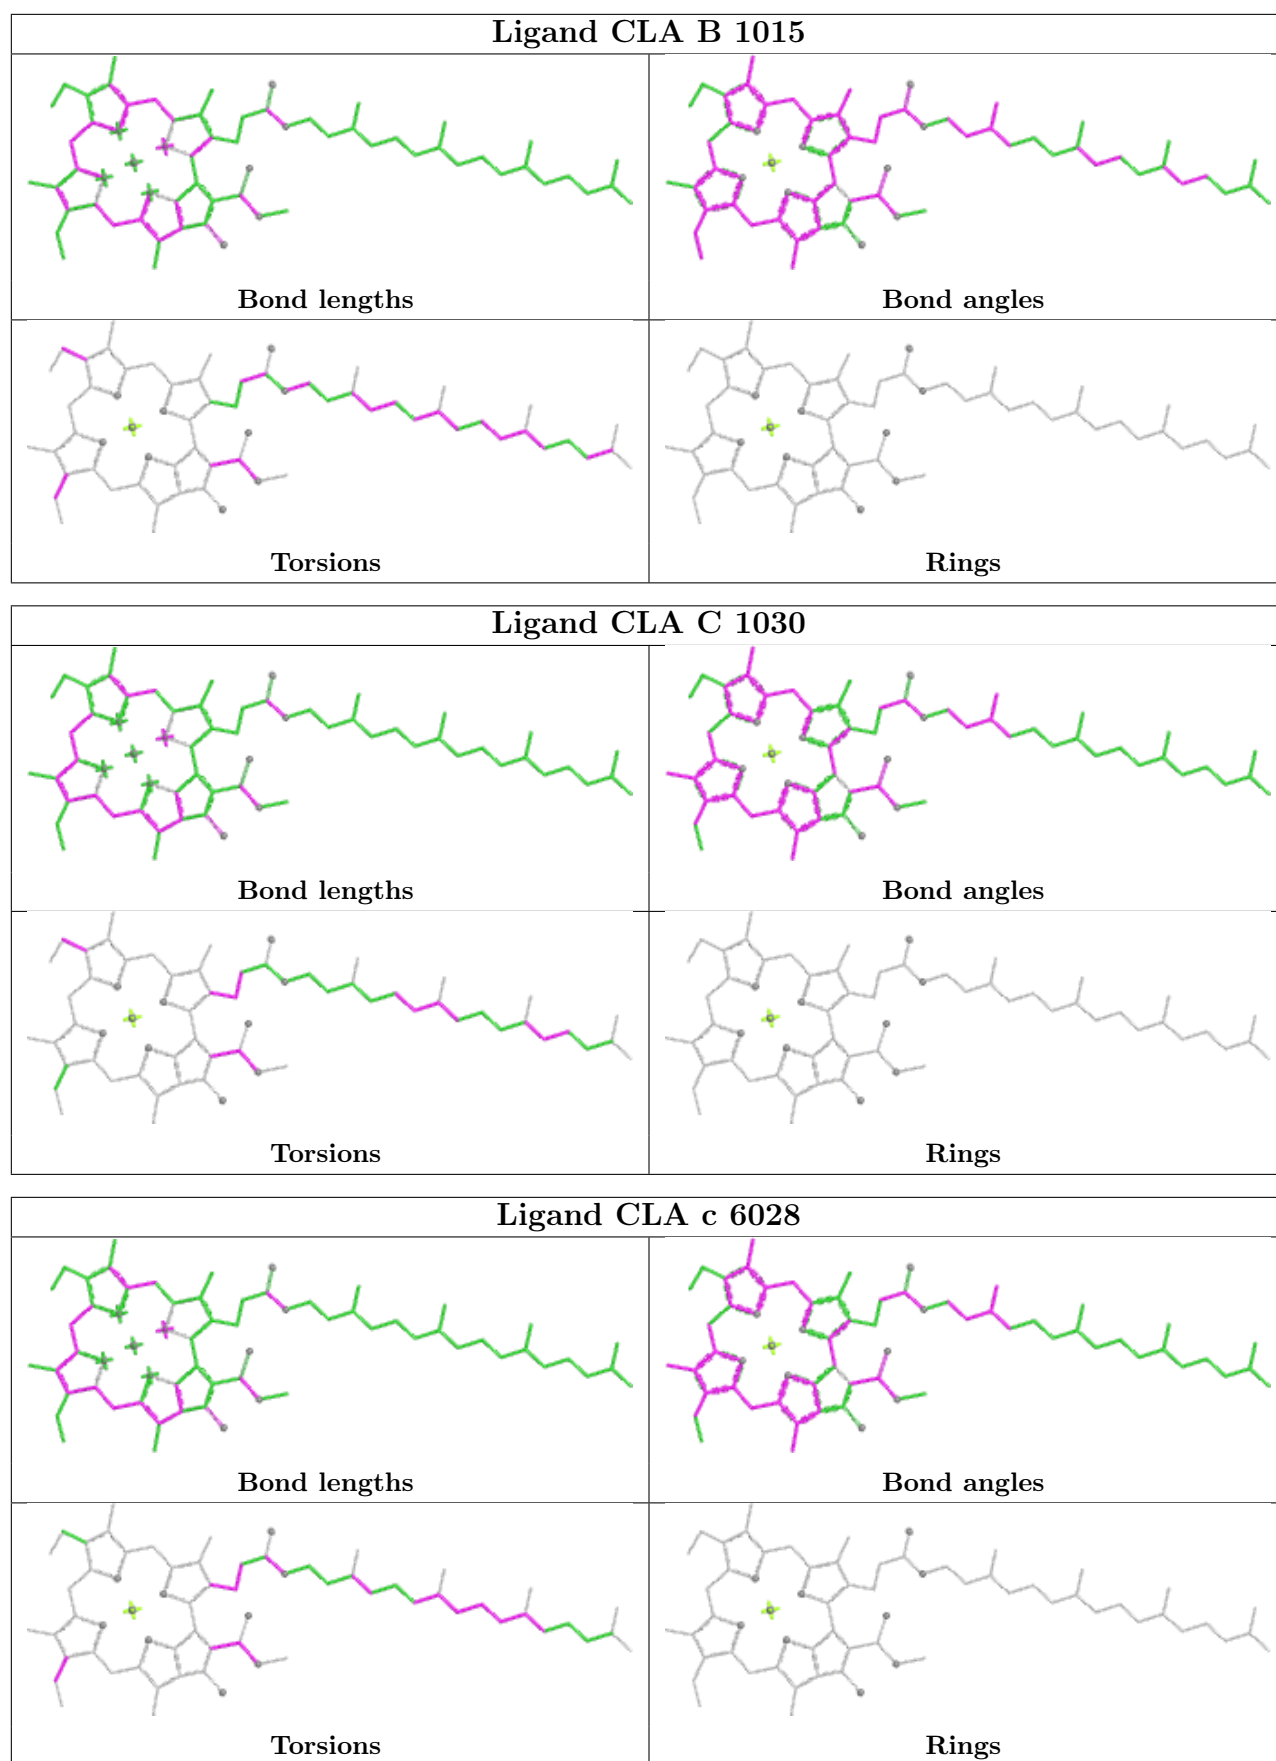 Ligand CLA B 1015
Bond lengths
Bond angles
Torsions
Rings
Ligand CLA C 1030
Bond lengths
Bond angles
Torsions
Rings
Ligand CLA c 6028
Bond lengths
Bond angles
Torsions
Rings